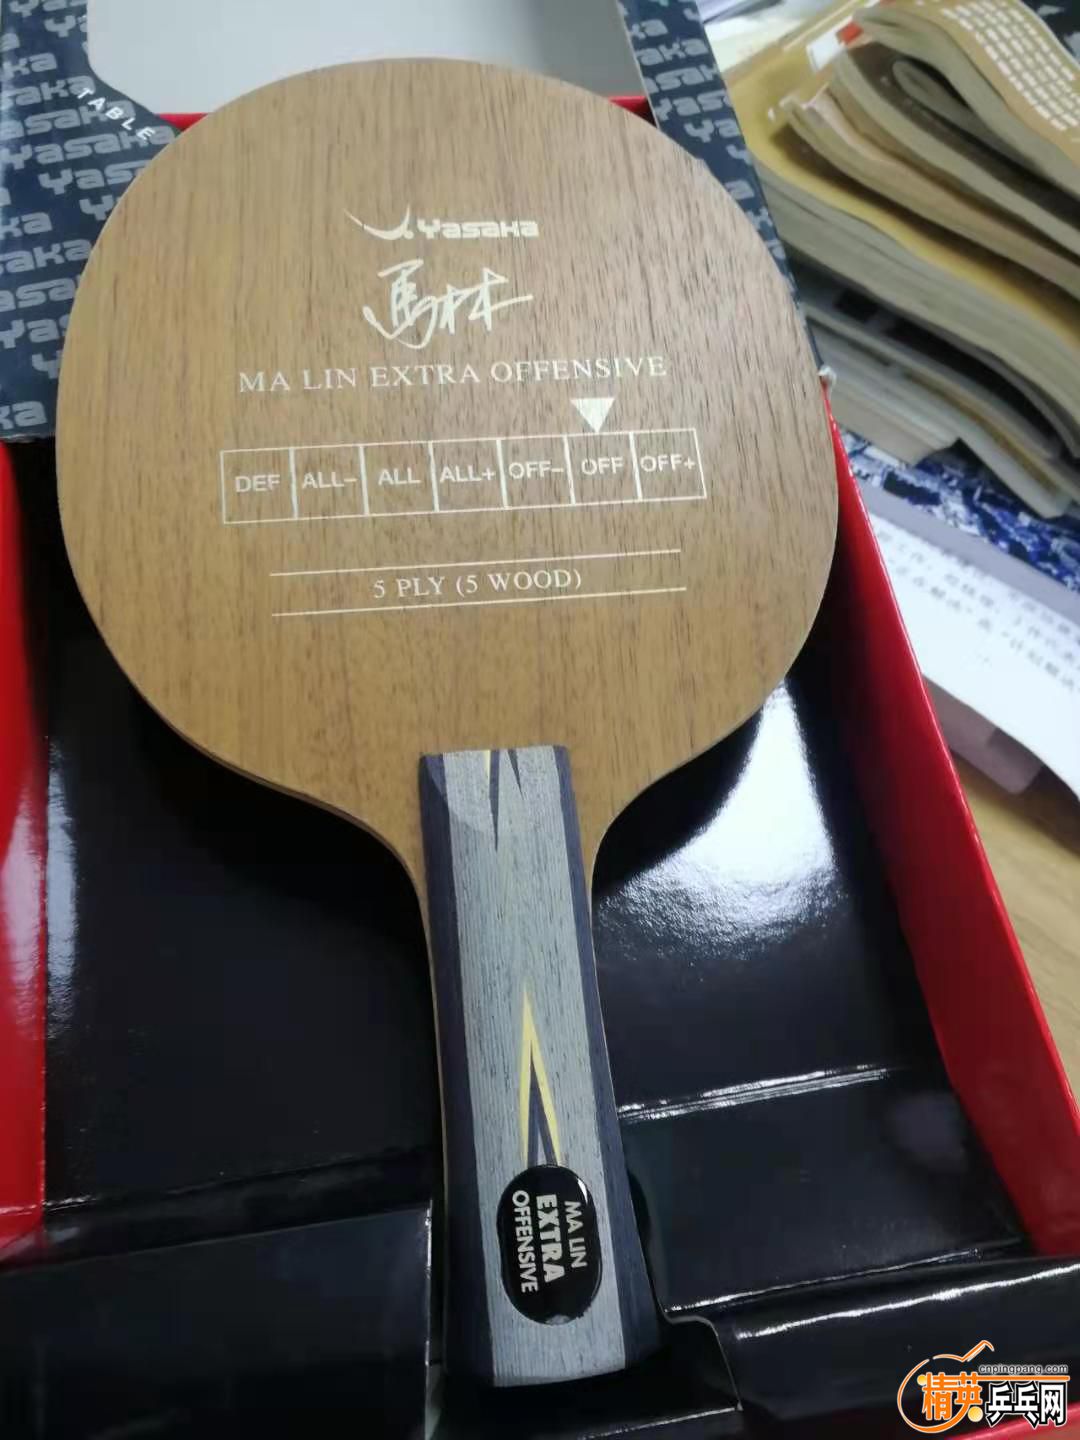 Yasaka
TABLE
Yasaka
馬林
MA LIN EXTRA OFFENSIVE
DEF ALL- ALL ALL+ OFF- OFF OFF+
5 PLY (5 WOOD)
MA LIN
EXTRA
OFFENSIVE
cnpingpang.com
精英乒乓网